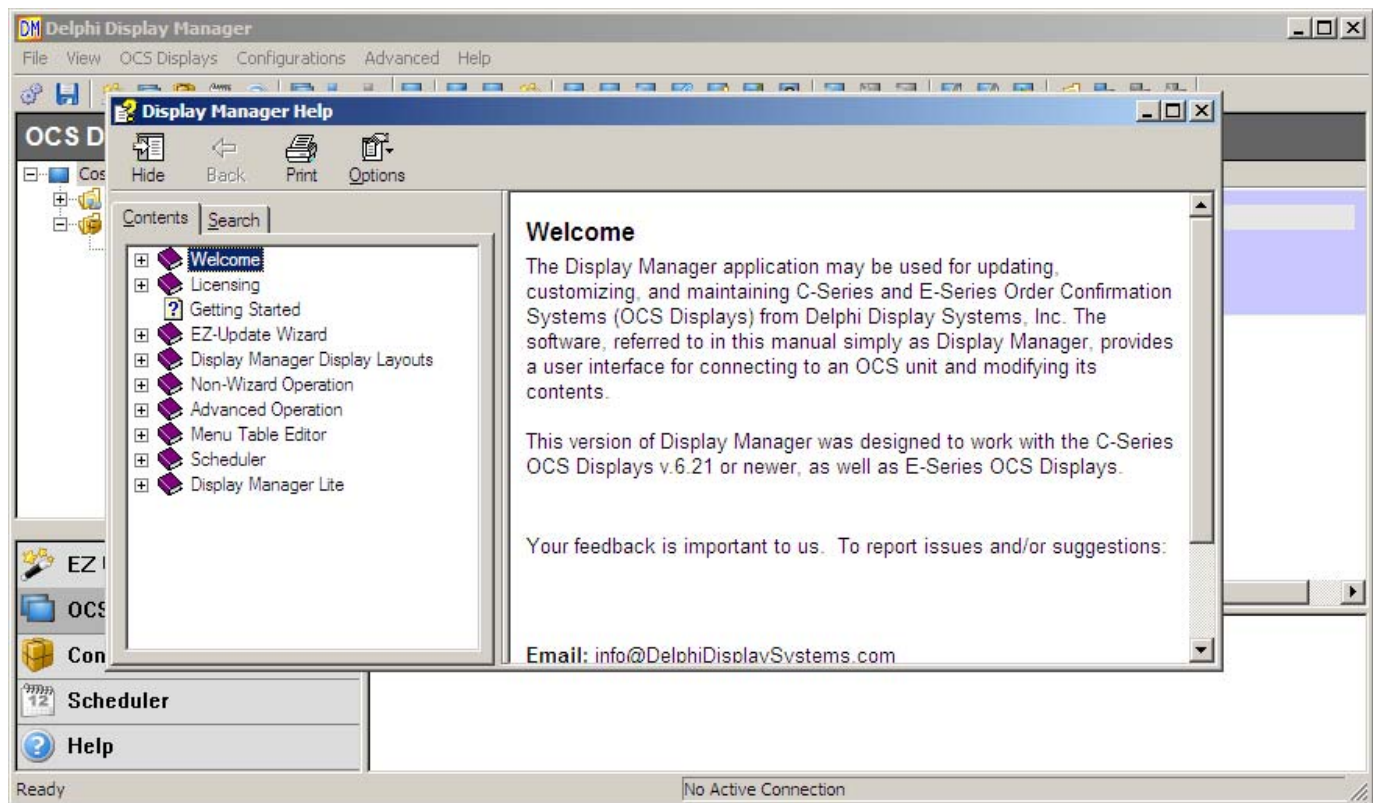 DM Delphi Display Manager
File View OCS Displays Configurations Advanced Help
Display Manager Help
OCS D
Hide Back Print Options
Cos
Contents Search
Welcome
Licensing
Getting Started
EZ-Update Wizard
Display Manager Display Layouts
Non-Wizard Operation
Advanced Operation
Menu Table Editor
Scheduler
Display Manager Lite
Welcome
The Display Manager application may be used for updating,
customizing, and maintaining C-Series and E-Series Order Confirmation
Systems (OCS Displays) from Delphi Display Systems, Inc. The
software, referred to in this manual simply as Display Manager, provides
a user interface for connecting to an OCS unit and modifying its
contents.
This version of Display Manager was designed to work with the C-Series
OCS Displays v.6.21 or newer, as well as E-Series OCS Displays.
Your feedback is important to us. To report issues and/or suggestions:
Email: info@DelphiDisplaySystems.com
EZ
OCS
Con
12 Scheduler
Help
Ready
No Active Connection